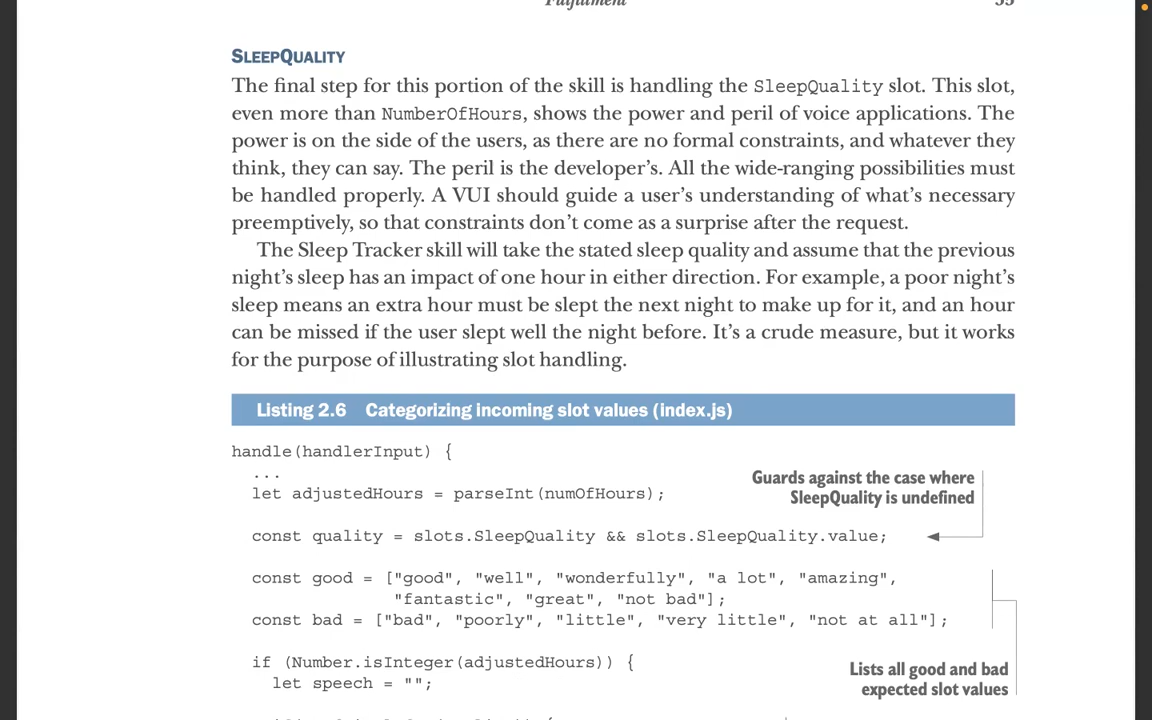 Fulfillment 55
SLEEPQUALITY
The final step for this portion of the skill is handling the SleepQuality slot. This slot,
even more than NumberOfHours, shows the power and peril of voice applications. The
power is on the side of the users, as there are no formal constraints, and whatever they
think, they can say. The peril is the developer's. All the wide-ranging possibilities must
be handled properly. A VUI should guide a user's understanding of what's necessary
preemptively, so that constraints don't come as a surprise after the request.
The Sleep Tracker skill will take the stated sleep quality and assume that the previous
night's sleep has an impact of one hour in either direction. For example, a poor night's
sleep means an extra hour must be slept the next night to make up for it, and an hour
can be missed if the user slept well the night before. It's a crude measure, but it works
for the purpose of illustrating slot handling.
Listing 2.6 Categorizing incoming slot values (index.js)
handle(handlerInput) {
...
let adjustedHours = parseInt(numOfHours);
Guards against the case where
SleepQuality is undefined
const quality = slots.SleepQuality && slots.SleepQuality.value;
const good = ["good", "well", "wonderfully", "a lot", "amazing",
"fantastic", "great", "not bad"];
const bad = ["bad", "poorly", "little", "very little", "not at all"];
if (Number.isInteger(adjustedHours)) {
let speech = "";
Lists all good and bad
expected slot values